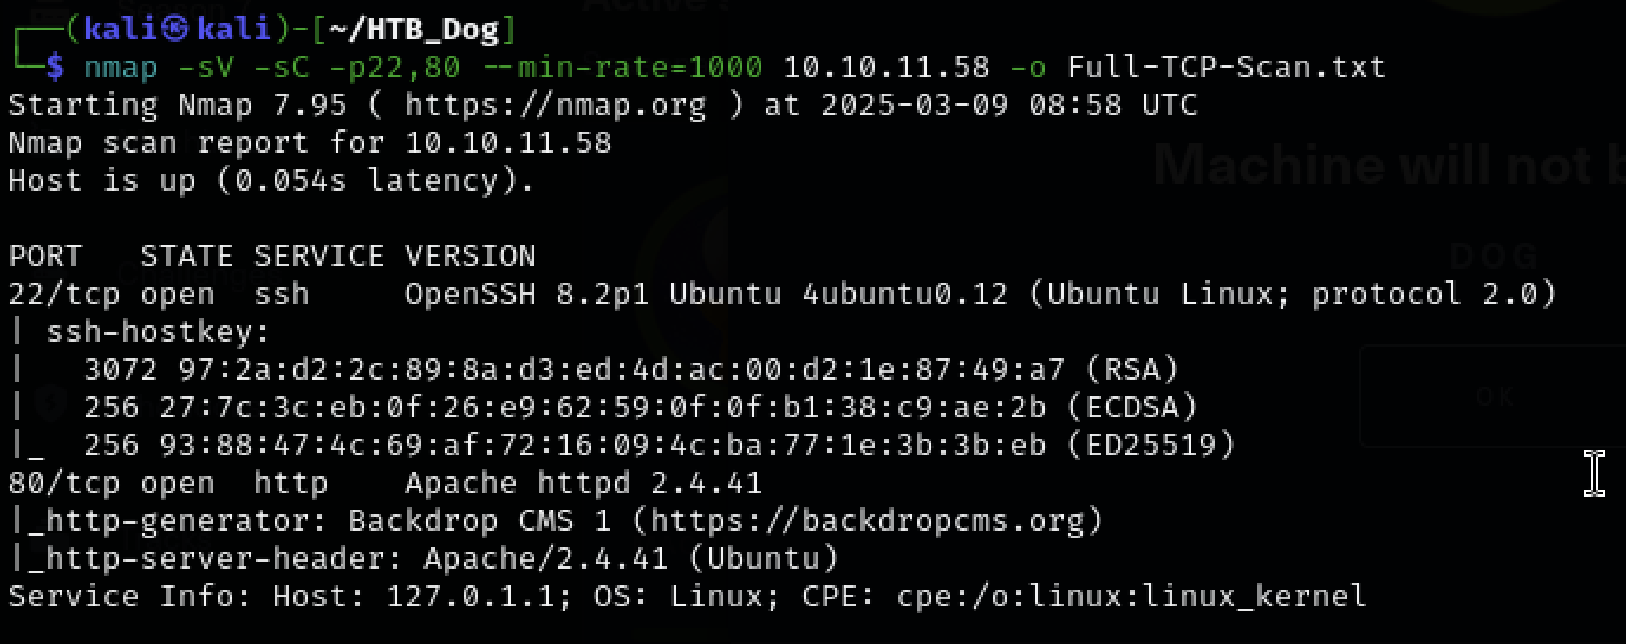 Season 7
Active s
┌──(kali㉿kali)-[~/HTB_Dog]
└─$ nmap -sV -sC -p22,80 --min-rate=1000 10.10.11.58 -o Full-TCP-Scan.txt
Starting Nmap 7.95 ( https://nmap.org ) at 2025-03-09 08:58 UTC
Nmap scan report for 10.10.11.58
Machine will not b
Host is up (0.054s latency).
PORT   STATE SERVICE VERSION
DOG
22/tcp open  ssh     OpenSSH 8.2p1 Ubuntu 4ubuntu0.12 (Ubuntu Linux; protocol 2.0)
| ssh-hostkey:
|   3072 97:2a:d2:2c:89:8a:d3:ed:4d:ac:00:d2:1e:87:49:a7 (RSA)
|   256 27:7c:3c:eb:0f:26:e9:62:59:0f:0f:b1:38:c9:ae:2b (ECDSA)
OK
|_  256 93:88:47:4c:69:af:72:16:09:4c:ba:77:1e:3b:3b:eb (ED25519)
80/tcp open  http    Apache httpd 2.4.41
|_http-generator: Backdrop CMS 1 (https://backdropcms.org)
|_http-server-header: Apache/2.4.41 (Ubuntu)
Service Info: Host: 127.0.1.1; OS: Linux; CPE: cpe:/o:linux:linux_kernel